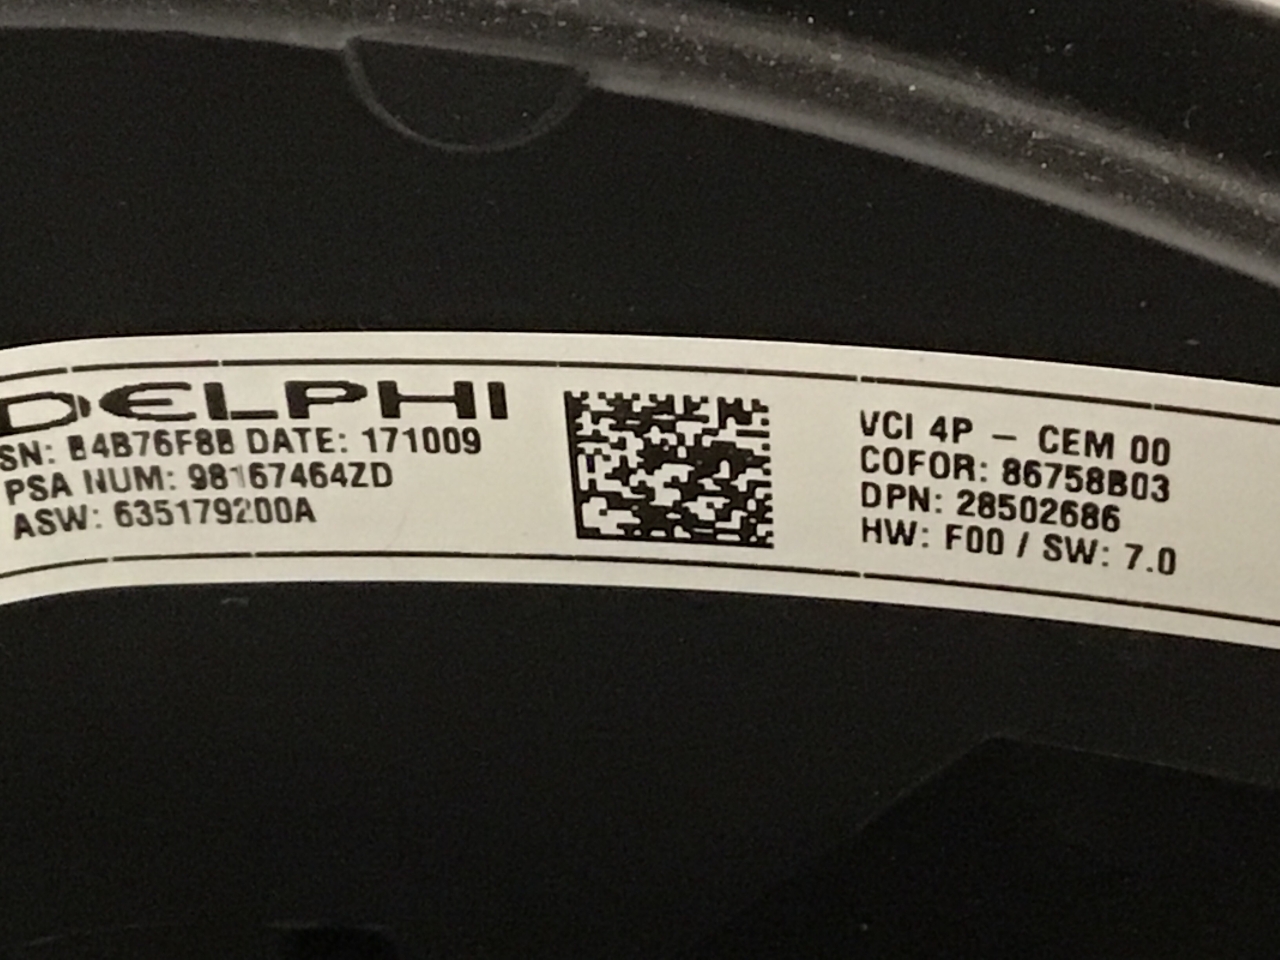 DELPHI
SN: B4B76F8B DATE: 171009
PSA NUM: 98167464ZD
ASW: 635179200A
VCI 4P - CEM 00
COFOR: 86758B03
DPN: 28502686
HW: F00 / SW: 7.0